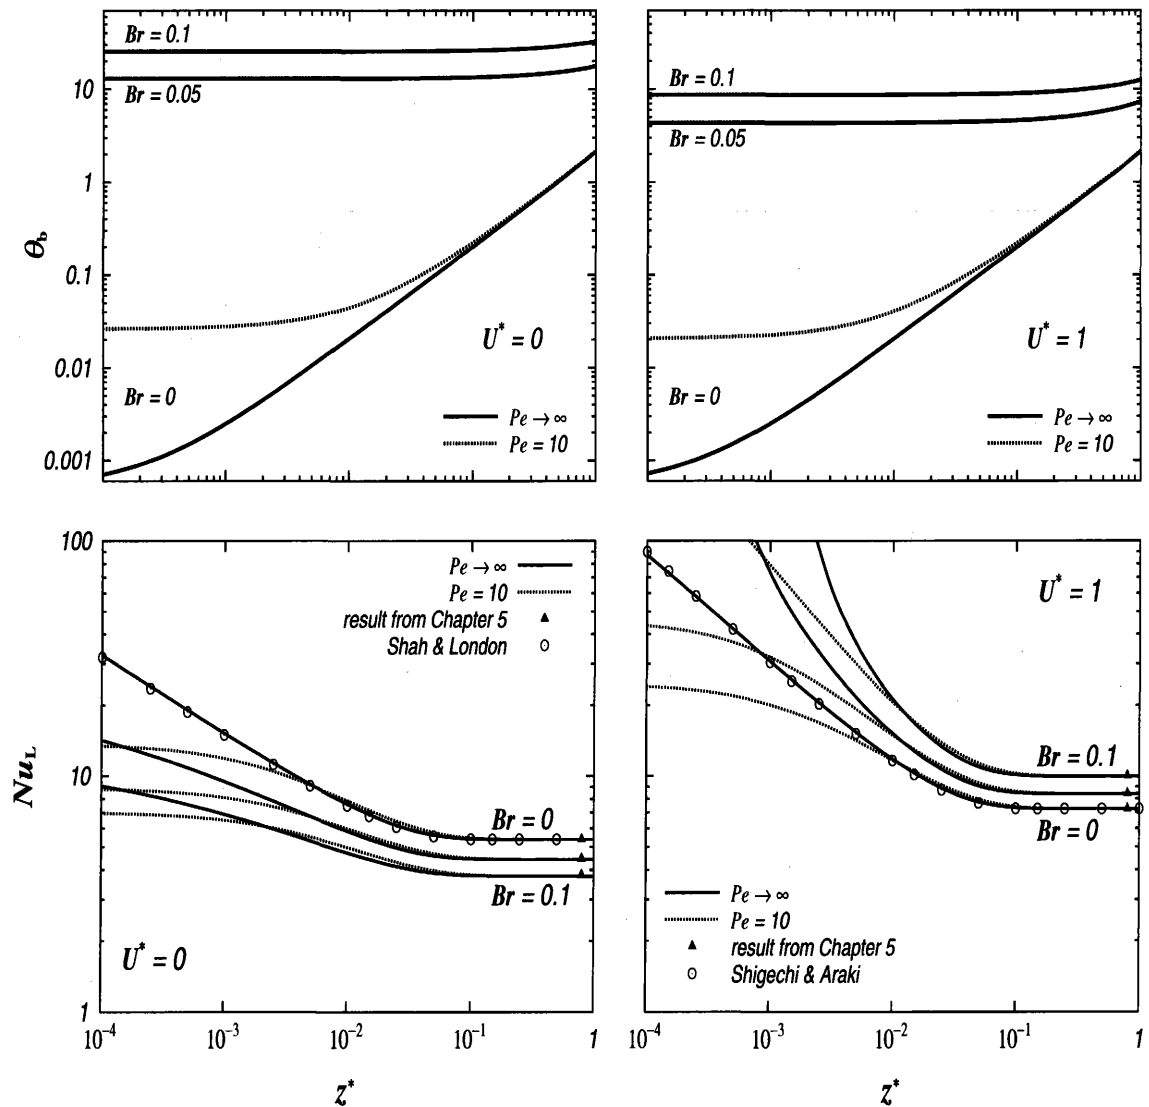 Br = 0.1
10
Br = 0.05
1
θb
0.1
U* = 0
0.01
Br = 0
Pe → ∞
Pe = 10
0.001
Br = 0.1
Br = 0.05
U* = 1
Br = 0
Pe → ∞
Pe = 10
100
Pe → ∞
Pe = 10
result from Chapter 5
Shah & London
NuL
10
Br = 0
Br = 0.1
U* = 0
1
10⁻⁴ 10⁻³ 10⁻² 10⁻¹ 1
z*
U* = 1
Br = 0.1
Br = 0
Pe → ∞
Pe = 10
result from Chapter 5
Shigechi & Araki
10⁻⁴ 10⁻³ 10⁻² 10⁻¹ 1
z*